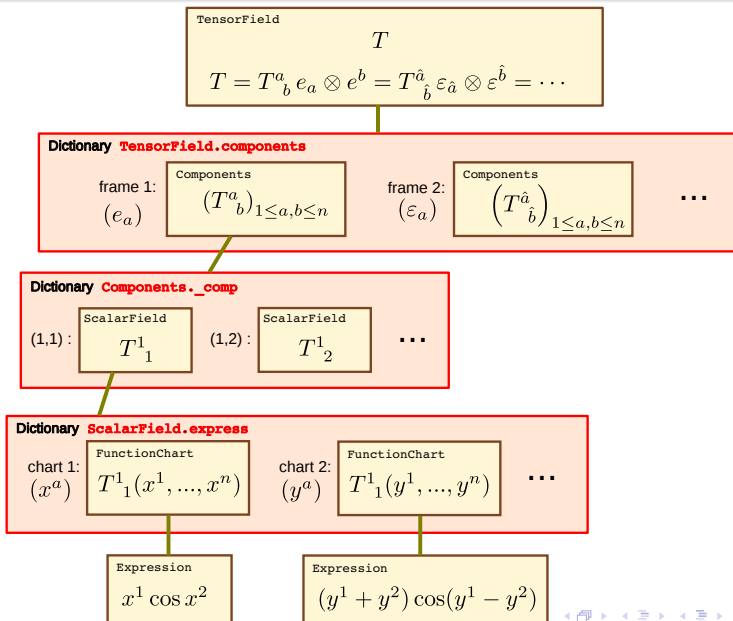 TensorField
T
T = T^a_b e_a ⊗ e^b = T^â_b̂ ε_â ⊗ ε^b̂ = ⋯
Dictionary TensorField.components
frame 1:
(e_a)
Components
(T^a_b)_{1≤a,b≤n}
frame 2:
(ε_a)
Components
(T^â_b̂)_{1≤a,b≤n}
...
Dictionary Components._comp
(1,1) :
ScalarField
T^1_1
(1,2) :
ScalarField
T^1_2
...
Dictionary ScalarField.express
chart 1:
(x^a)
FunctionChart
T^1_1(x^1, ..., x^n)
chart 2:
(y^a)
FunctionChart
T^1_1(y^1, ..., y^n)
...
Expression
x^1 cos x^2
Expression
(y^1 + y^2) cos(y^1 − y^2)